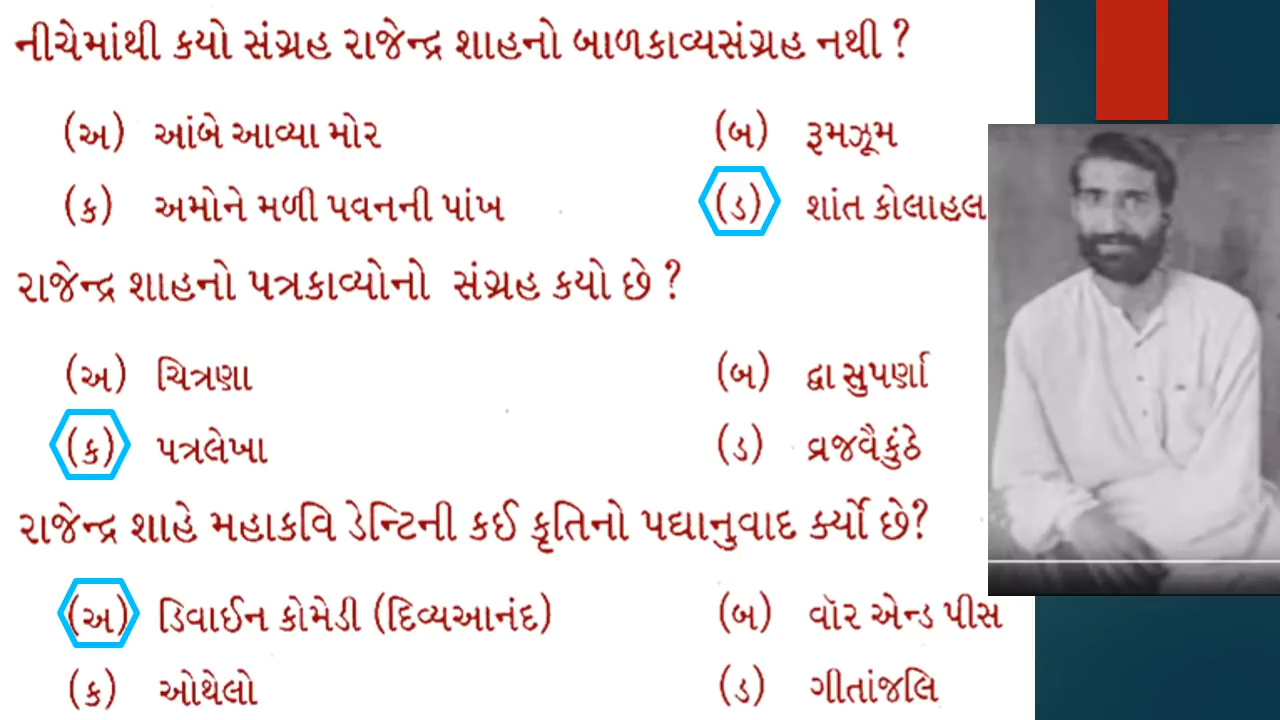 નીચેમાંથી કયો સંગ્રહ રાજેન્દ્ર શાહનો બાળકાવ્યસંગ્રહ નથી ?
(અ) આંબે આવ્યા મોર (બ) રૂમઝૂમ
(ક) અમોને મળી પવનની પાંખ (ડ) શાંત કોલાહલ
રાજેન્દ્ર શાહનો પત્રકાવ્યોનો સંગ્રહ કયો છે ?
(અ) ચિત્રણા (બ) દ્વા સુપર્ણા
(ક) પત્રલેખા (ડ) વ્રજવૈકુંઠે
રાજેન્દ્ર શાહે મહાકવિ ડેન્ટિની કઈ કૃતિનો પદ્યાનુવાદ ર્ક્યો છે?
(અ) ડિવાઈન કોમેડી (દિવ્યઆનંદ) (બ) વૉર એન્ડ પીસ
(ક) ઓથેલો (ડ) ગીતાંજલિ